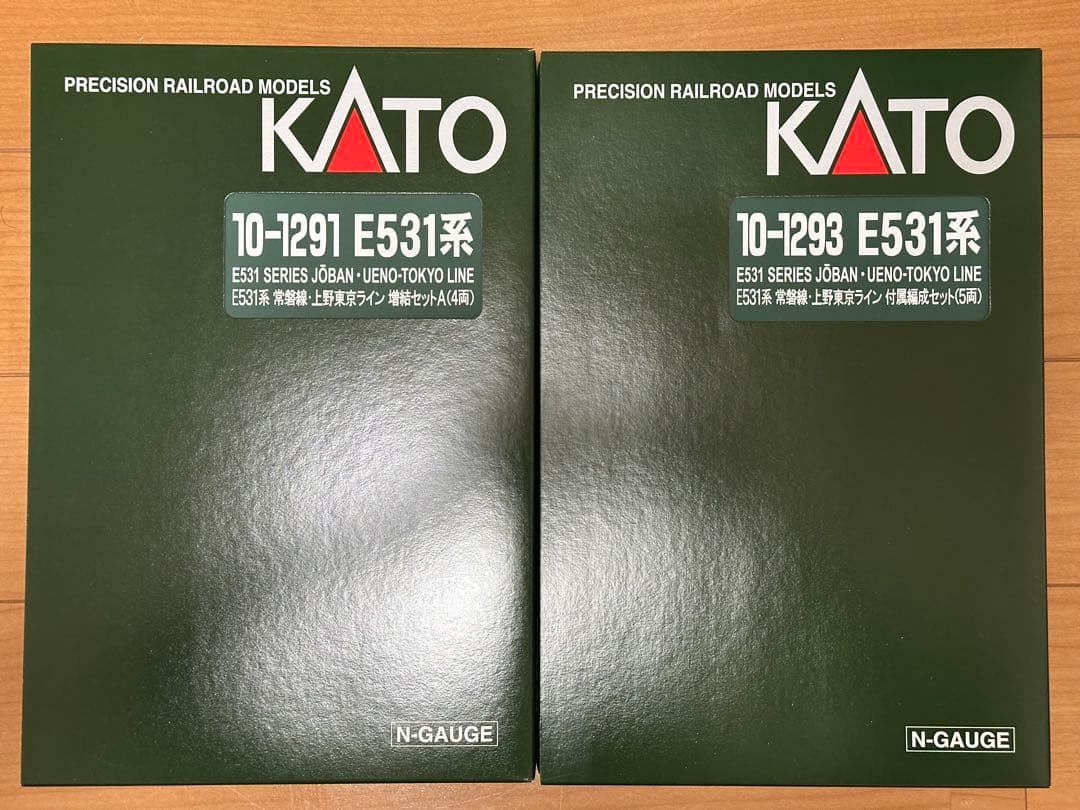 PRECISION RAILROAD MODELS
KATO
10-1291 E531系
E531 SERIES JŌBAN・UENO-TOKYO LINE
E531系 常磐線・上野東京ライン 増結セットA(4両)
N-GAUGE
PRECISION RAILROAD MODELS
KATO
10-1293 E531系
E531 SERIES JŌBAN・UENO-TOKYO LINE
E531系 常磐線・上野東京ライン 付属編成セット(5両)
N-GAUGE